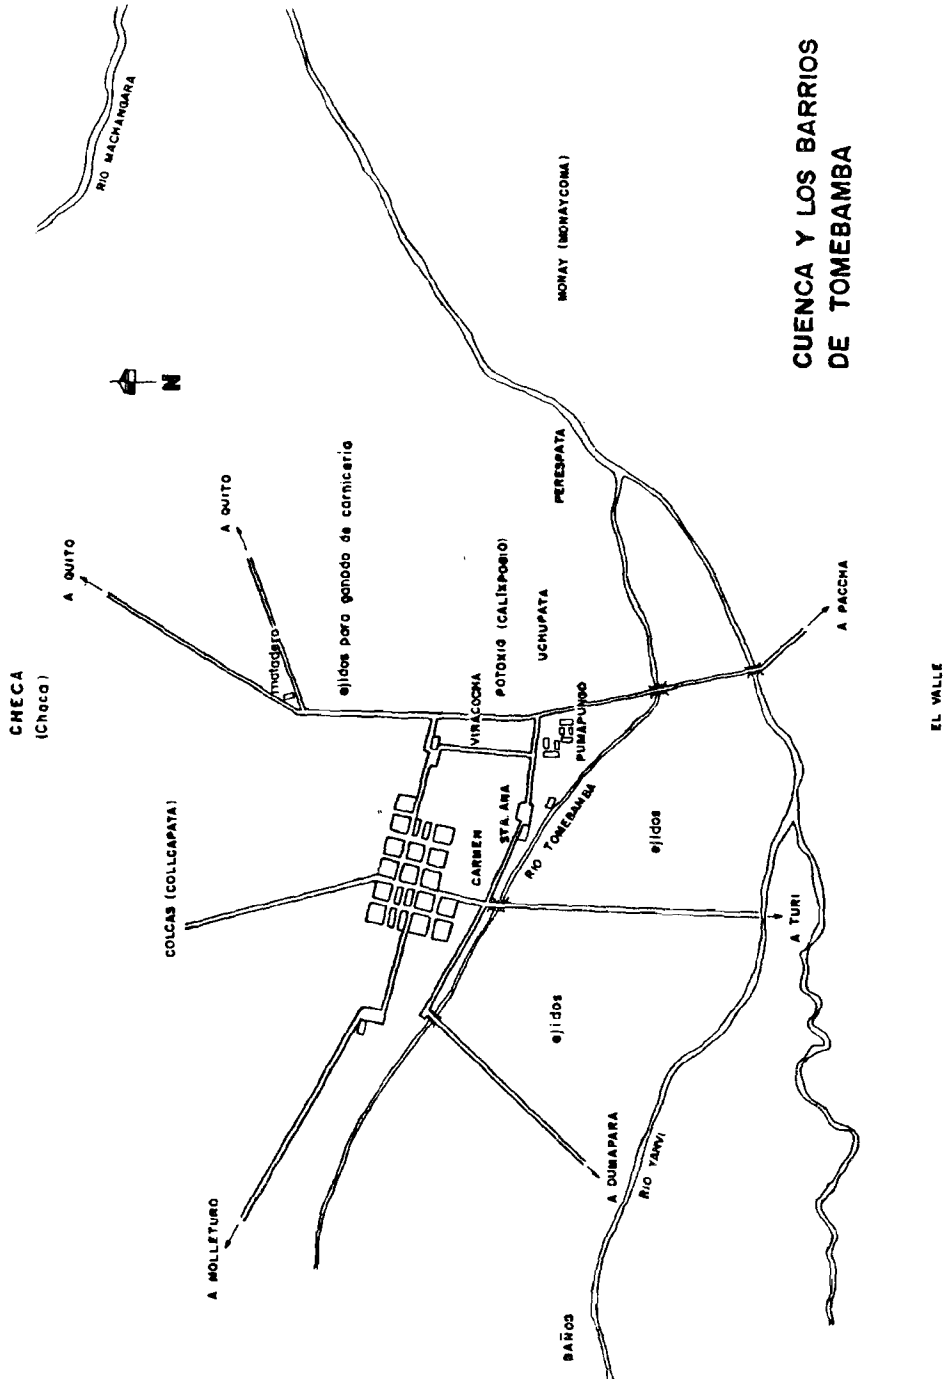 CHECA
(Chaca)
RIO MACHANGARA
A QUITO
A QUITO
N
matadero
ejidos para ganado de carniceria
COLCAS (COLLCAPATA)
A MOLLETURO
VIRACOCHA
POTOXIO (CALIXPOGIO)
UCHUPATA
PERESPATA
MONAY (MONAYCONA)
PUMAPUNGO
CARMEN
STA. ANA
RIO TOMEBAMBA
ejidos
ejidos
A DUMAPARA
RIO YANVI
BAÑOS
A TURI
A PACCHA
EL VALLE
CUENCA Y LOS BARRIOS
DE TOMEBAMBA